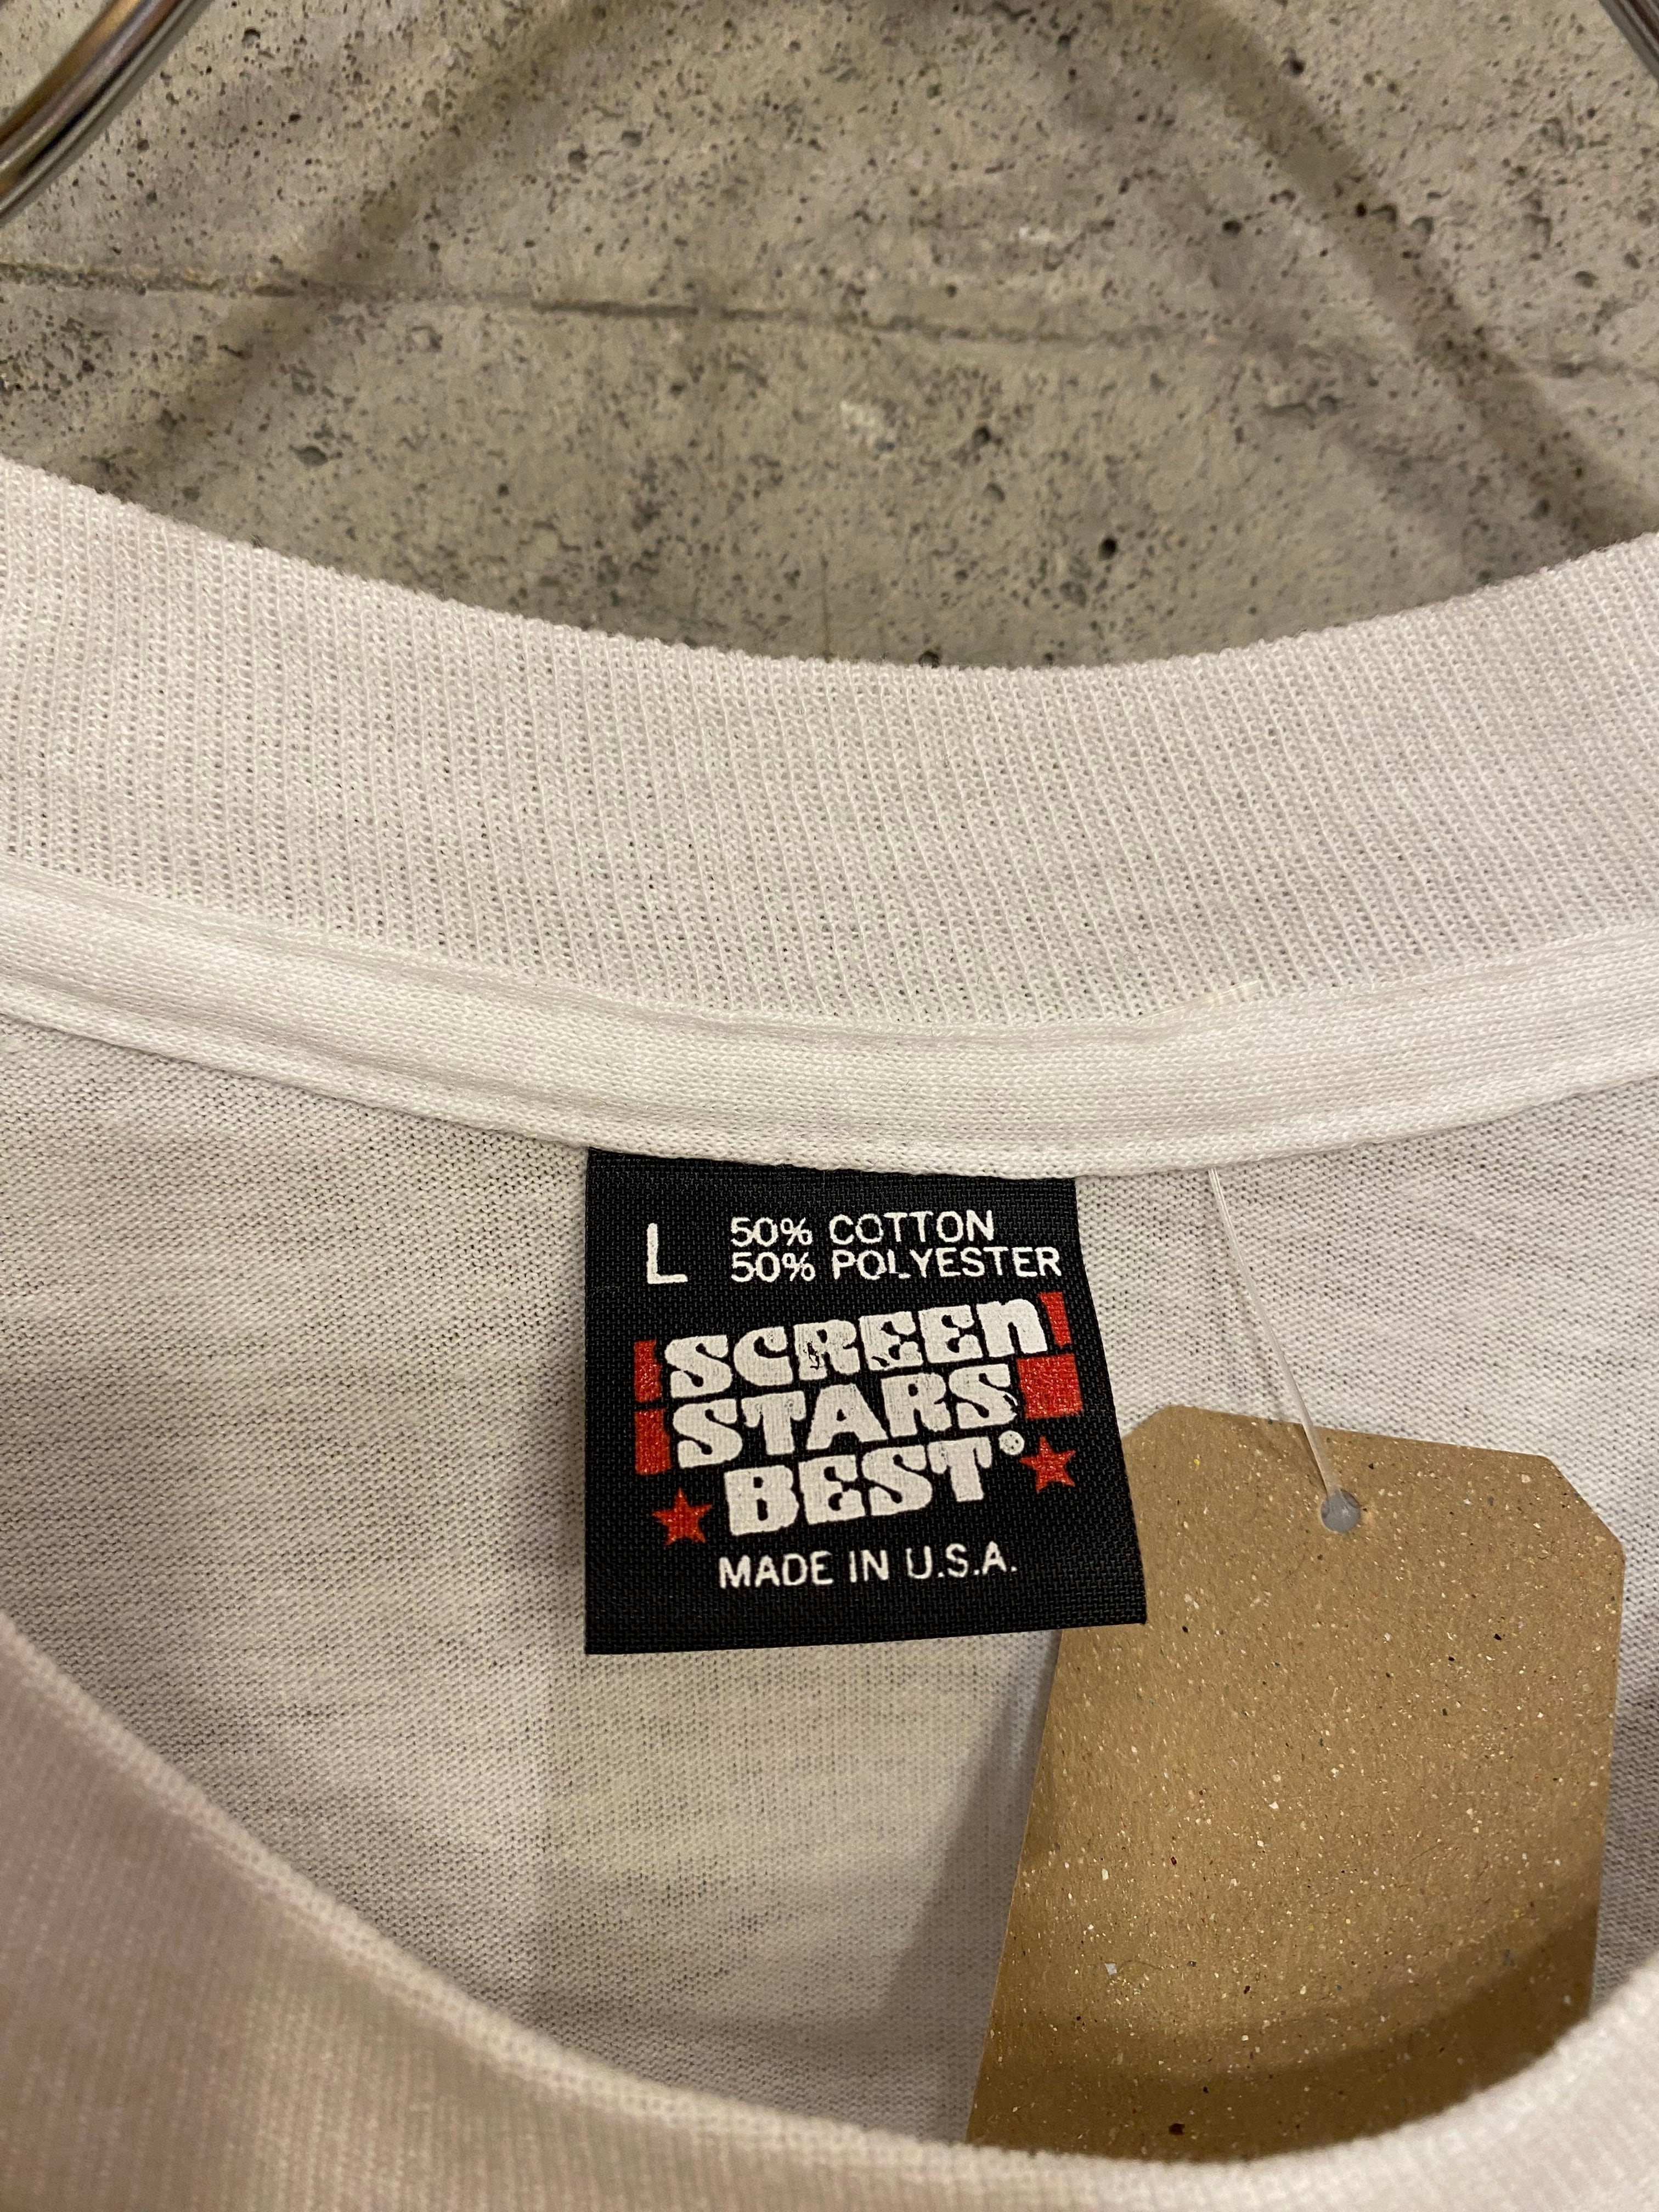 L 50% COTTON
50% POLYESTER
SCREEn
STARS
BEST®
MADE IN U.S.A.